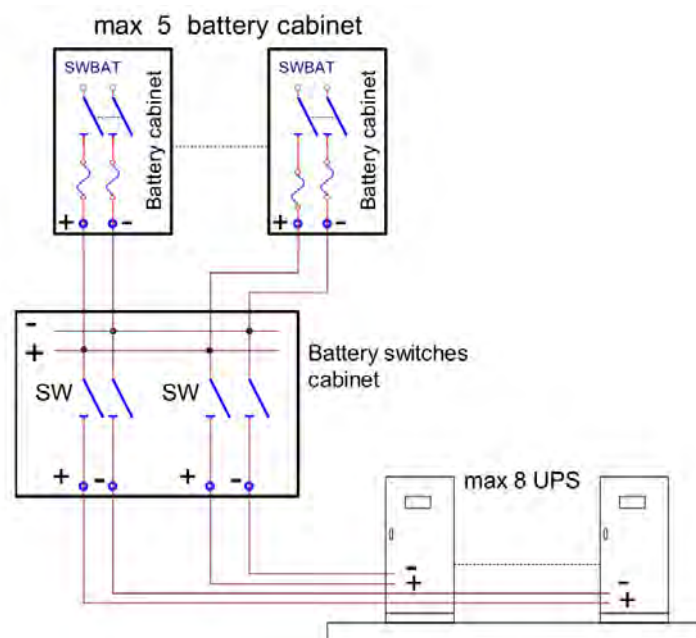 max 5 battery cabinet
SWBAT
Battery cabinet
+ -
SWBAT
Battery cabinet
+ -
-
+
Battery switches
cabinet
SW
SW
+ -
+ -
max 8 UPS
-
+
-
+